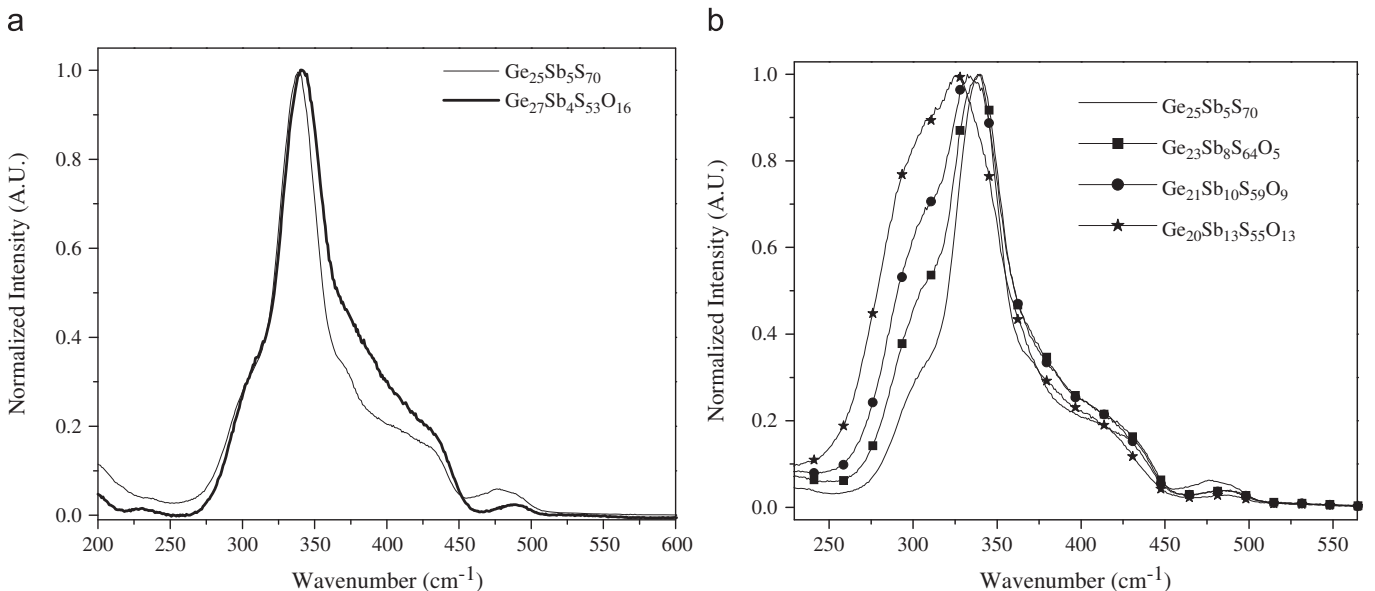 a
Normalized Intensity (A.U.)
1.0
0.8
0.6
0.4
0.2
0.0
200 250 300 350 400 450 500 550 600
Wavenumber (cm⁻¹)
Ge₂₅Sb₅S₇₀
Ge₂₇Sb₄S₅₃O₁₆
b
Normalized Intensity (A.U.)
1.0
0.8
0.6
0.4
0.2
0.0
250 300 350 400 450 500 550
Wavenumber (cm⁻¹)
Ge₂₅Sb₅S₇₀
Ge₂₃Sb₈S₆₄O₅
Ge₂₁Sb₁₀S₅₉O₉
Ge₂₀Sb₁₃S₅₅O₁₃